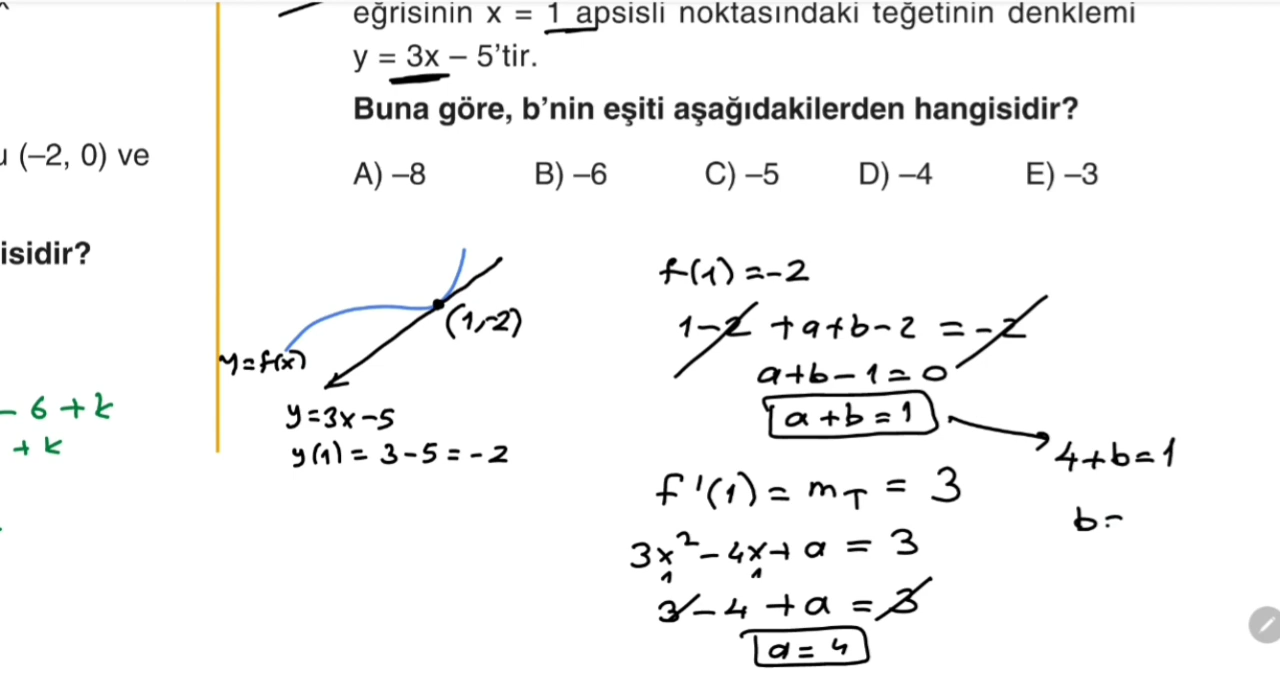 eğrisinin x = 1 apsisli noktasındaki teğetinin denklemi
y = 3x – 5'tir.
Buna göre, b'nin eşiti aşağıdakilerden hangisidir?
A) –8 B) –6 C) –5 D) –4 E) –3
(–2, 0) ve
isidir?
– 6 + k
+ k
(1,-2)
y=f(x)
y=3x-5
y(1) = 3-5 = -2
f(1) = -2
1-2 +a+b-2 = -2
a+b-1=0
a+b=1
4+b=1
b=
f'(1) = mT = 3
3x²-4x+a = 3
1 1
3-4+a = 3
a=4